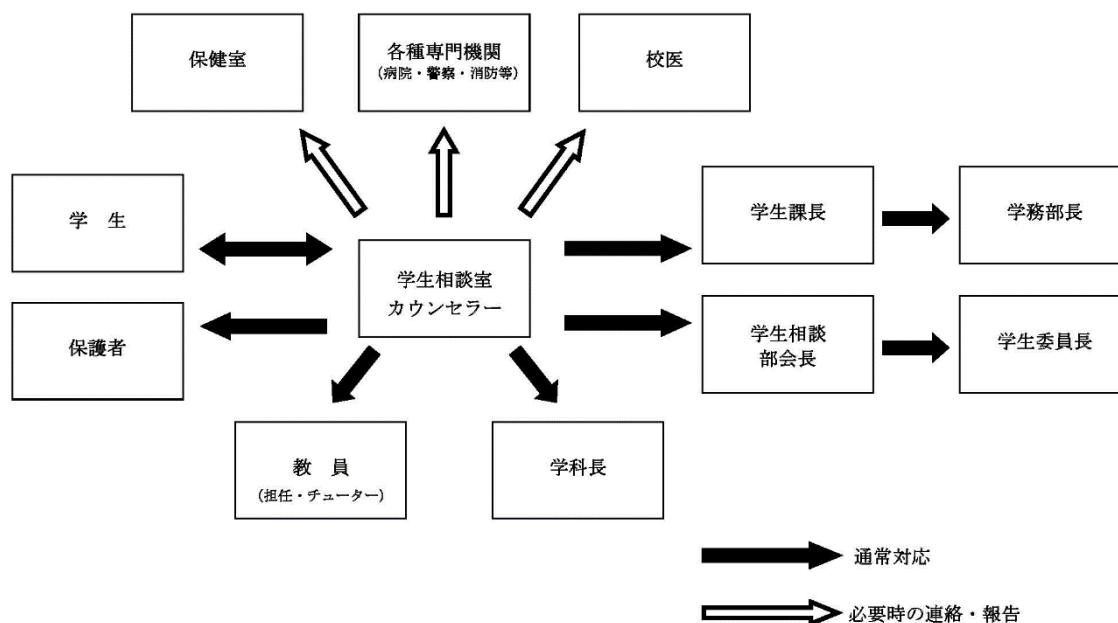 保健室
各種専門機関
(病院・警察・消防等)
校医
学 生
学生課長
学務部長
学生相談室
カウンセラー
保護者
学生相談
部会長
学生委員長
教 員
(担任・チューター)
学科長
通常対応
必要時の連絡・報告